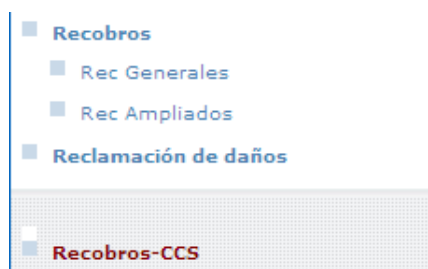 Recobros
Rec Generales
Rec Ampliados
Reclamación de daños
Recobros-CCS